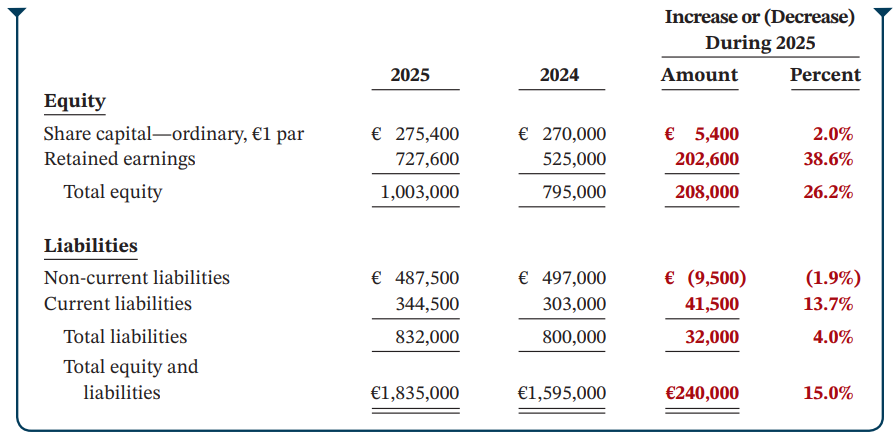 Increase or (Decrease)
During 2025
2025 2024 Amount Percent
Equity
Share capital—ordinary, €1 par € 275,400 € 270,000 € 5,400 2.0%
Retained earnings 727,600 525,000 202,600 38.6%
Total equity 1,003,000 795,000 208,000 26.2%
Liabilities
Non-current liabilities € 487,500 € 497,000 € (9,500) (1.9%)
Current liabilities 344,500 303,000 41,500 13.7%
Total liabilities 832,000 800,000 32,000 4.0%
Total equity and
liabilities €1,835,000 €1,595,000 €240,000 15.0%